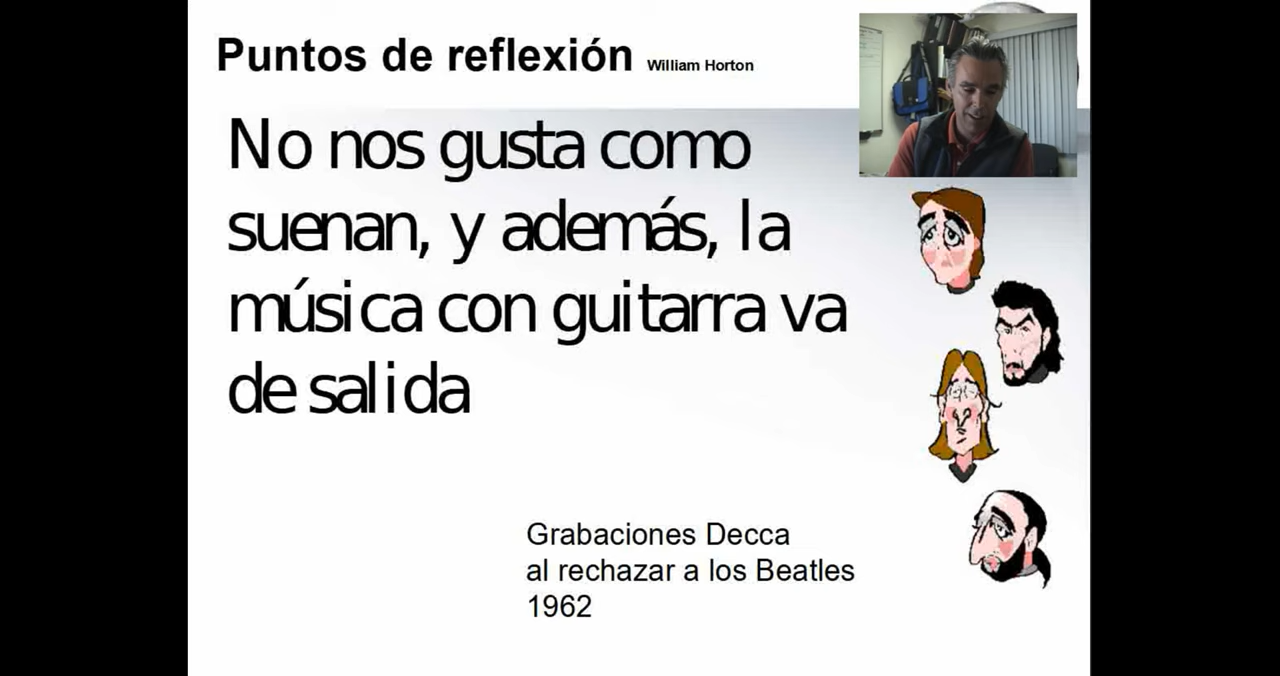 Puntos de reflexión William Horton
No nos gusta como
suenan, y además, la
música con guitarra va
de salida
Grabaciones Decca
al rechazar a los Beatles
1962